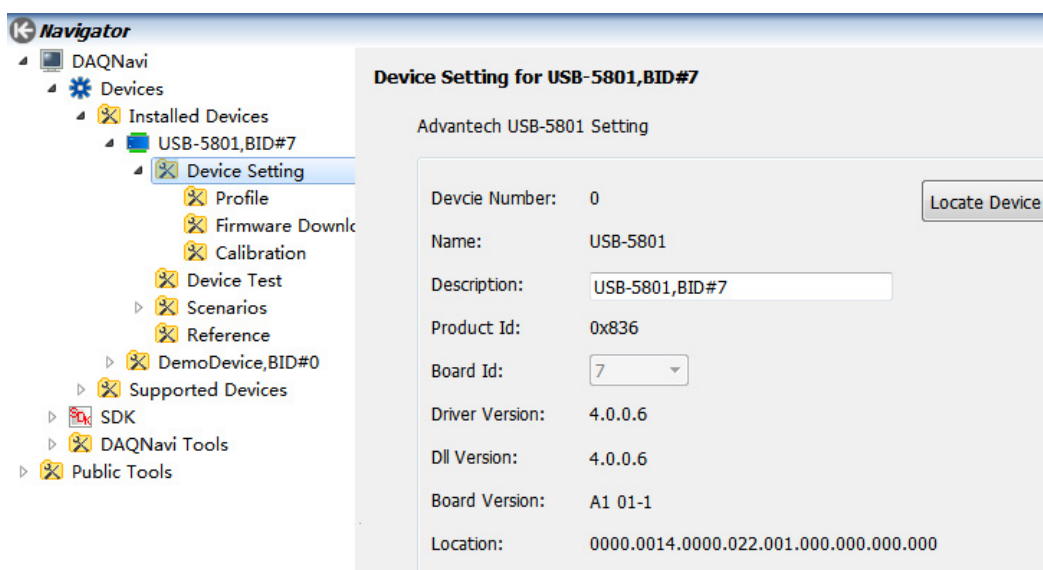 Navigator
DAQNavi
Devices
Installed Devices
USB-5801,BID#7
Device Setting
Profile
Firmware Downlo
Calibration
Device Test
Scenarios
Reference
DemoDevice,BID#0
Supported Devices
SDK
DAQNavi Tools
Public Tools
Device Setting for USB-5801,BID#7
Advantech USB-5801 Setting
Devcie Number: 0
Locate Device
Name: USB-5801
Description: USB-5801,BID#7
Product Id: 0x836
Board Id: 7
Driver Version: 4.0.0.6
Dll Version: 4.0.0.6
Board Version: A1 01-1
Location: 0000.0014.0000.022.001.000.000.000.000